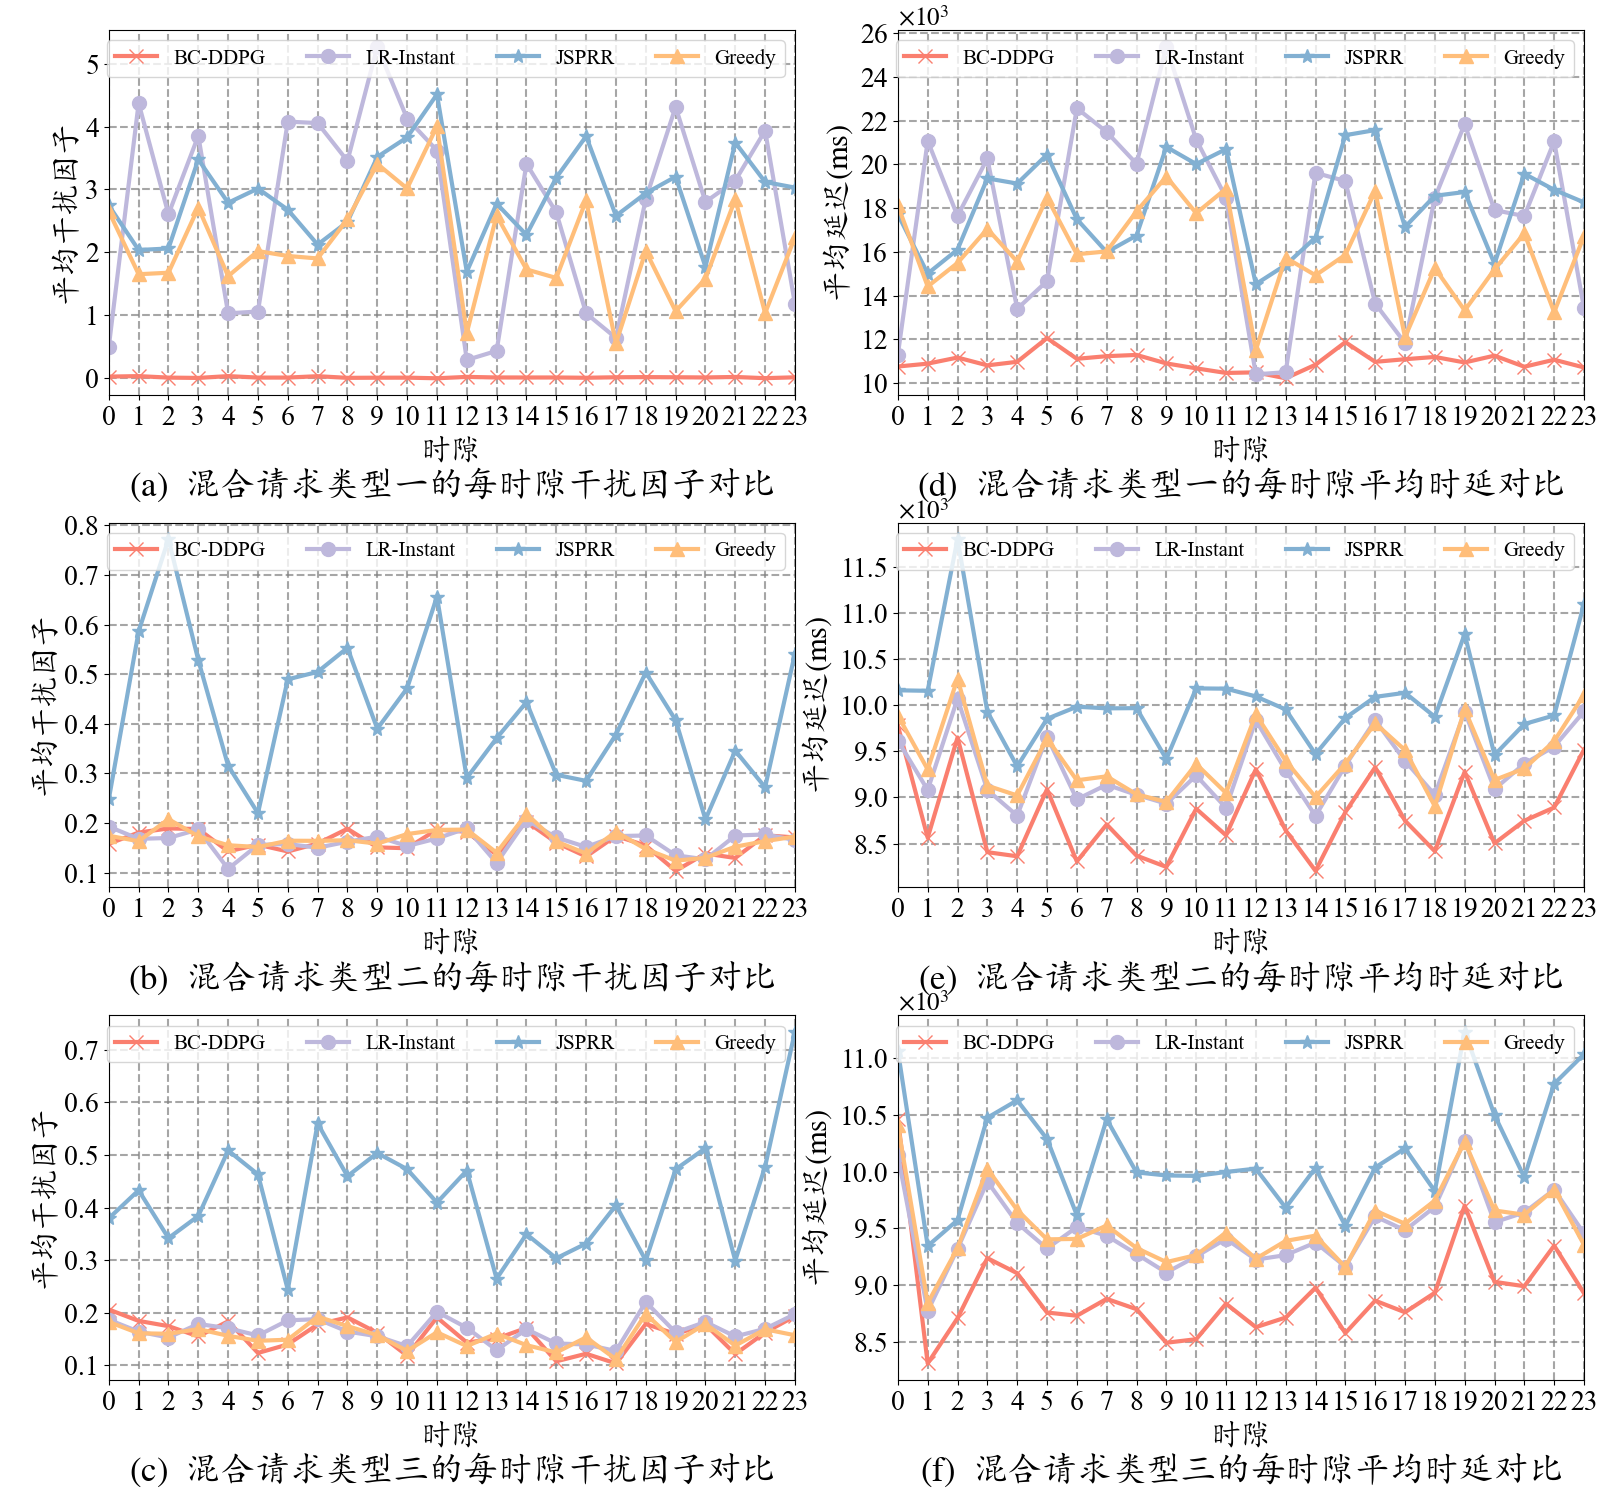 BC-DDPG LR-Instant JSPRR Greedy
平均干扰因子
5
4
3
2
1
0
0 1 2 3 4 5 6 7 8 9 10 11 12 13 14 15 16 17 18 19 20 21 22 23
时隙
(a) 混合请求类型一的每时隙干扰因子对比
×10³
BC-DDPG LR-Instant JSPRR Greedy
平均延迟(ms)
26
24
22
20
18
16
14
12
10
0 1 2 3 4 5 6 7 8 9 10 11 12 13 14 15 16 17 18 19 20 21 22 23
时隙
(d) 混合请求类型一的每时隙平均时延对比
BC-DDPG LR-Instant JSPRR Greedy
平均干扰因子
0.8
0.7
0.6
0.5
0.4
0.3
0.2
0.1
0 1 2 3 4 5 6 7 8 9 10 11 12 13 14 15 16 17 18 19 20 21 22 23
时隙
(b) 混合请求类型二的每时隙干扰因子对比
×10³
BC-DDPG LR-Instant JSPRR Greedy
平均延迟(ms)
11.5
11.0
10.5
10.0
9.5
9.0
8.5
0 1 2 3 4 5 6 7 8 9 10 11 12 13 14 15 16 17 18 19 20 21 22 23
时隙
(e) 混合请求类型二的每时隙平均时延对比
BC-DDPG LR-Instant JSPRR Greedy
平均干扰因子
0.7
0.6
0.5
0.4
0.3
0.2
0.1
0 1 2 3 4 5 6 7 8 9 10 11 12 13 14 15 16 17 18 19 20 21 22 23
时隙
(c) 混合请求类型三的每时隙干扰因子对比
×10³
BC-DDPG LR-Instant JSPRR Greedy
平均延迟(ms)
11.0
10.5
10.0
9.5
9.0
8.5
0 1 2 3 4 5 6 7 8 9 10 11 12 13 14 15 16 17 18 19 20 21 22 23
时隙
(f) 混合请求类型三的每时隙平均时延对比